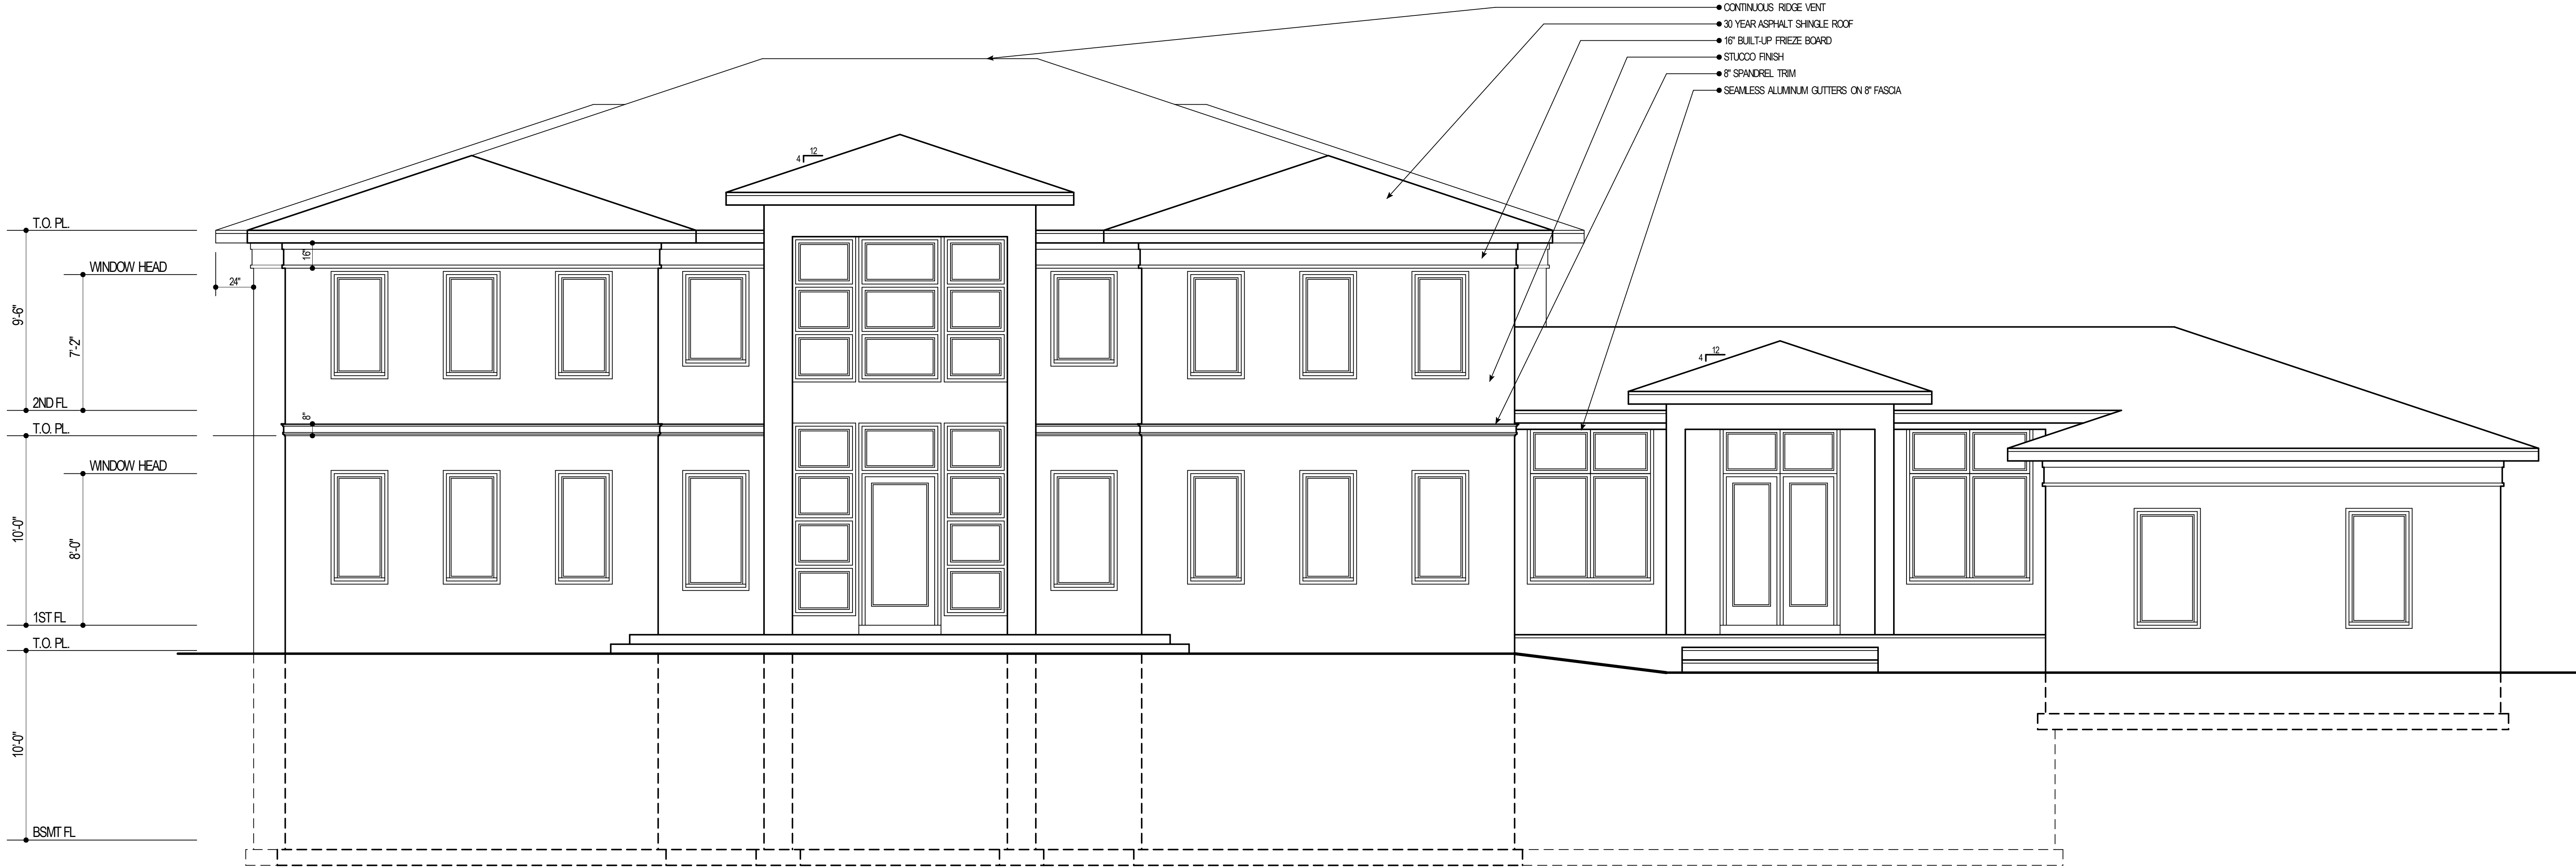 CONTINUOUS RIDGE VENT
30 YEAR ASPHALT SHINGLE ROOF
16" BUILT-UP FRIEZE BOARD
STUCCO FINISH
8" SPANDREL TRIM
SEAMLESS ALUMINUM GUTTERS ON 8" FASCIA
12
4
T.O. PL.
16"
WINDOW HEAD
24"
9'-6"
7'-2"
12
4
2ND FL
8"
T.O. PL.
WINDOW HEAD
10'-0"
8'-0"
1ST FL
T.O. PL.
10'-0"
BSMT FL